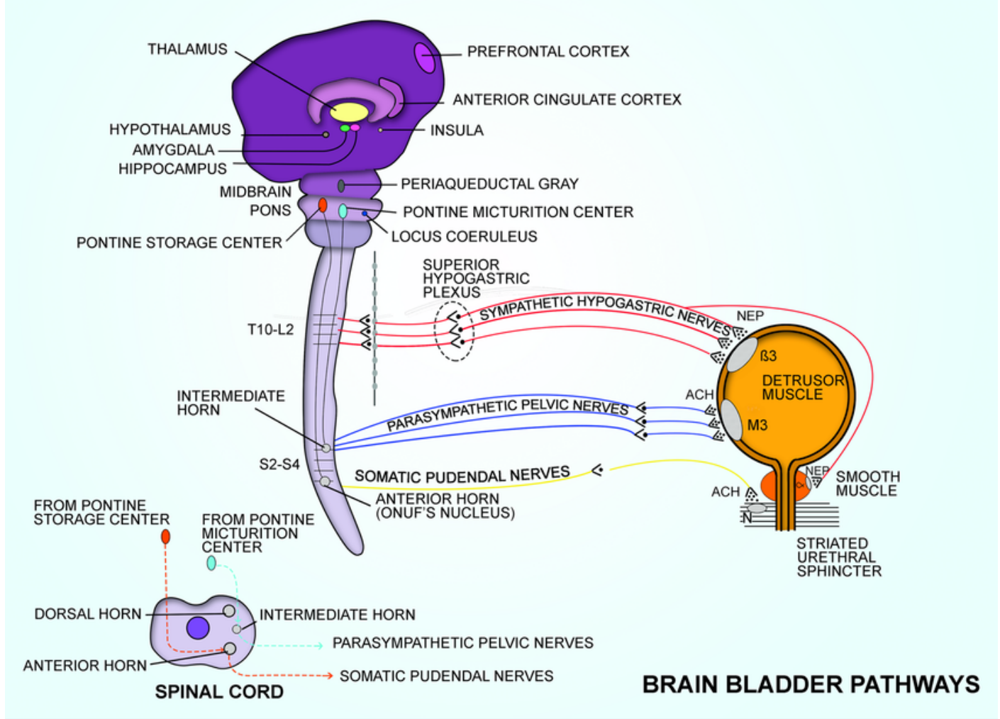 THALAMUS
PREFRONTAL CORTEX
ANTERIOR CINGULATE CORTEX
HYPOTHALAMUS
INSULA
AMYGDALA
HIPPOCAMPUS
MIDBRAIN
PERIAQUEDUCTAL GRAY
PONS
PONTINE MICTURITION CENTER
LOCUS COERULEUS
PONTINE STORAGE CENTER
SUPERIOR
HYPOGASTRIC
PLEXUS
SYMPATHETIC HYPOGASTRIC NERVES
NEP
T10-L2
ß3
DETRUSOR
MUSCLE
INTERMEDIATE
HORN
ACH
PARASYMPATHETIC PELVIC NERVES
M3
S2-S4
SOMATIC PUDENDAL NERVES
NEP
α
SMOOTH
MUSCLE
ACH
ANTERIOR HORN
(ONUF'S NUCLEUS)
N
STRIATED
URETHRAL
SPHINCTER
FROM PONTINE
STORAGE CENTER
FROM PONTINE
MICTURITION
CENTER
DORSAL HORN
INTERMEDIATE HORN
PARASYMPATHETIC PELVIC NERVES
ANTERIOR HORN
SOMATIC PUDENDAL NERVES
SPINAL CORD
BRAIN BLADDER PATHWAYS